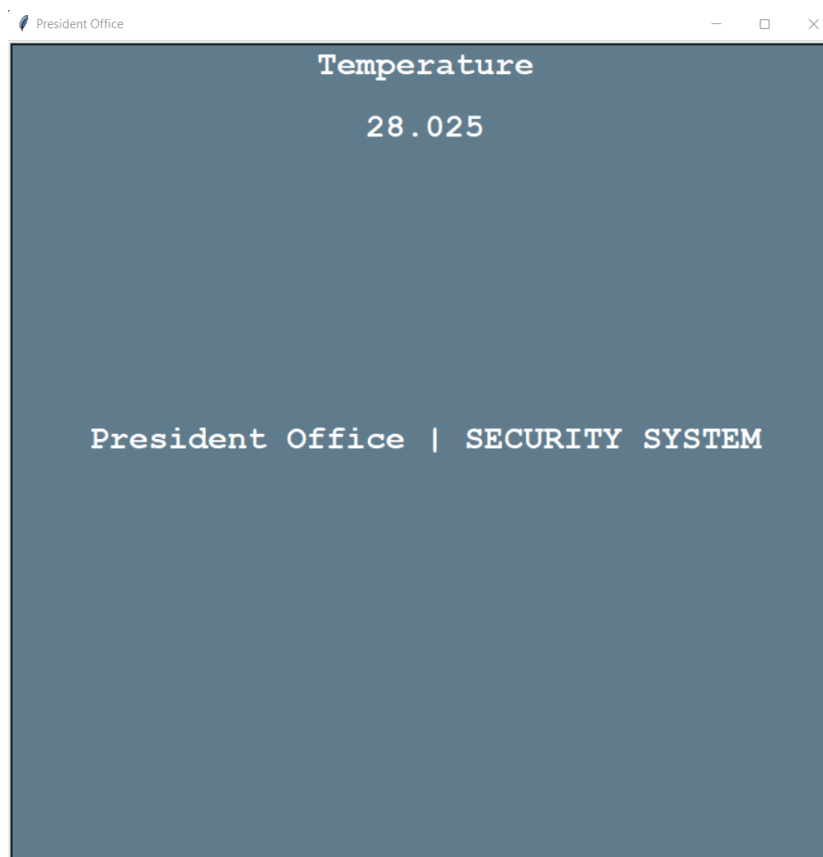 President Office
Temperature
28.025
President Office | SECURITY SYSTEM